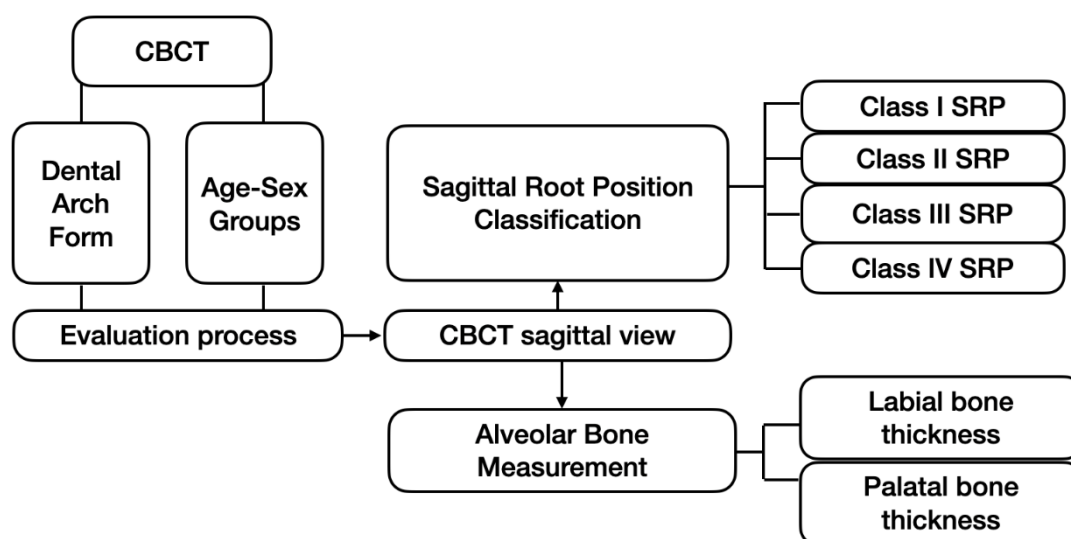 CBCT
Dental
Arch
Form
Age-Sex
Groups
Evaluation process
CBCT sagittal view
Sagittal Root Position
Classification
Class I SRP
Class II SRP
Class III SRP
Class IV SRP
Alveolar Bone
Measurement
Labial bone
thickness
Palatal bone
thickness